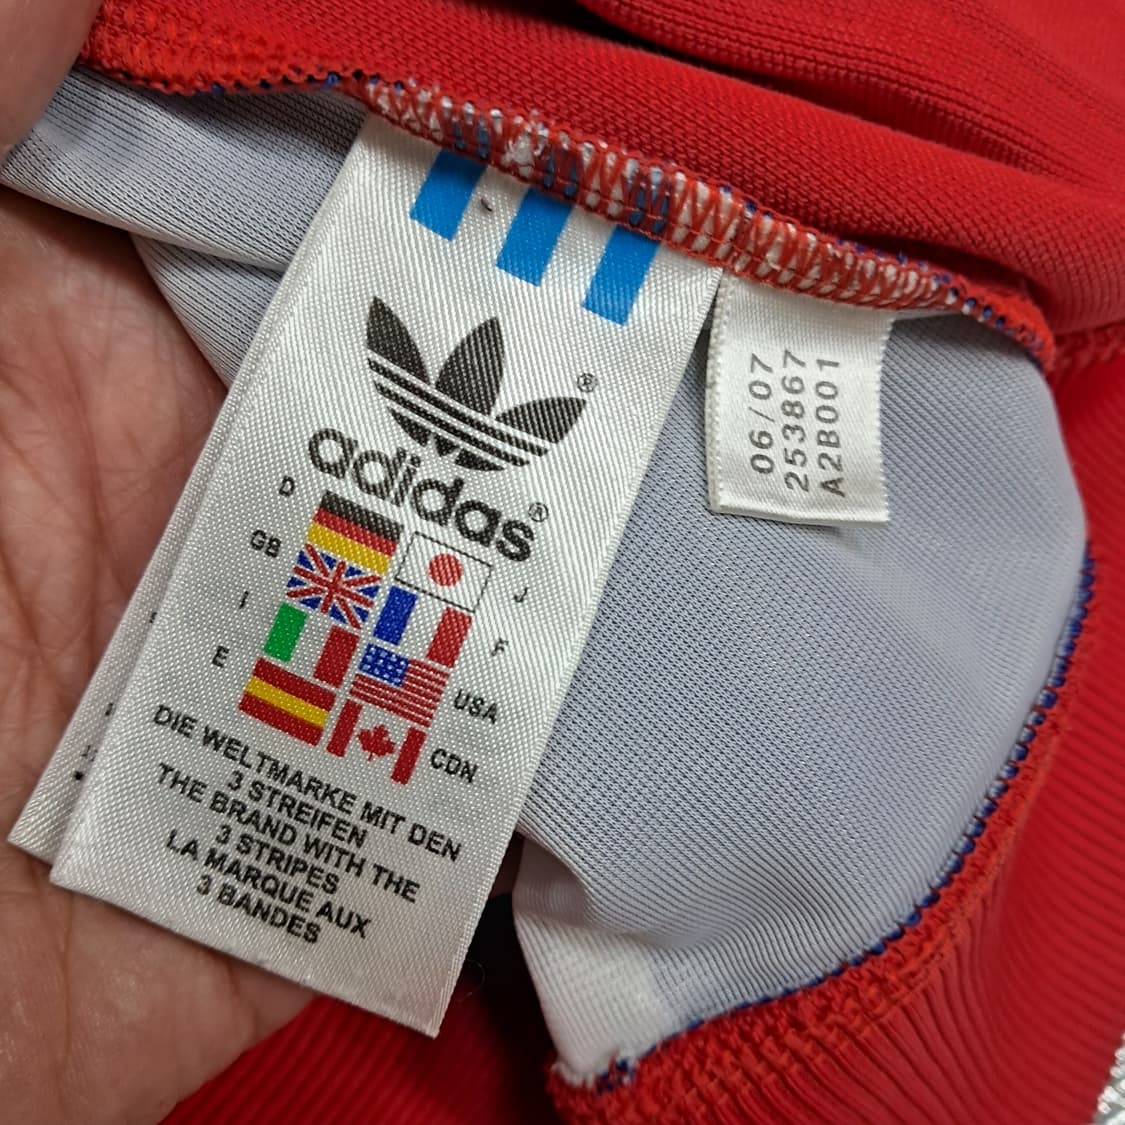 adidas®
®
D
GB
I
E
J
F
USA
CDN
DIE WELTMARKE MIT DEN
3 STREIFEN
THE BRAND WITH THE
3 STRIPES
LA MARQUE AUX
3 BANDES
06/07
253867
A2B001